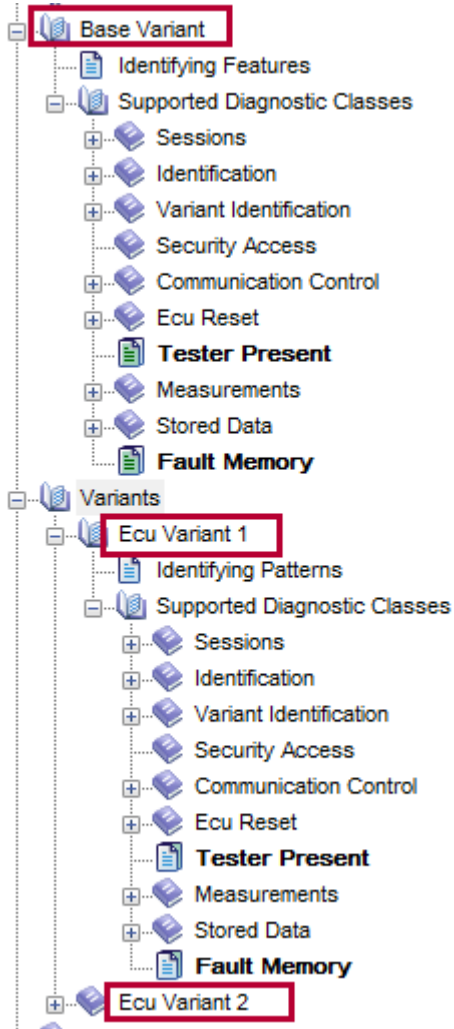 Base Variant
Identifying Features
Supported Diagnostic Classes
Sessions
Identification
Variant Identification
Security Access
Communication Control
Ecu Reset
Tester Present
Measurements
Stored Data
Fault Memory
Variants
Ecu Variant 1
Identifying Patterns
Supported Diagnostic Classes
Sessions
Identification
Variant Identification
Security Access
Communication Control
Ecu Reset
Tester Present
Measurements
Stored Data
Fault Memory
Ecu Variant 2